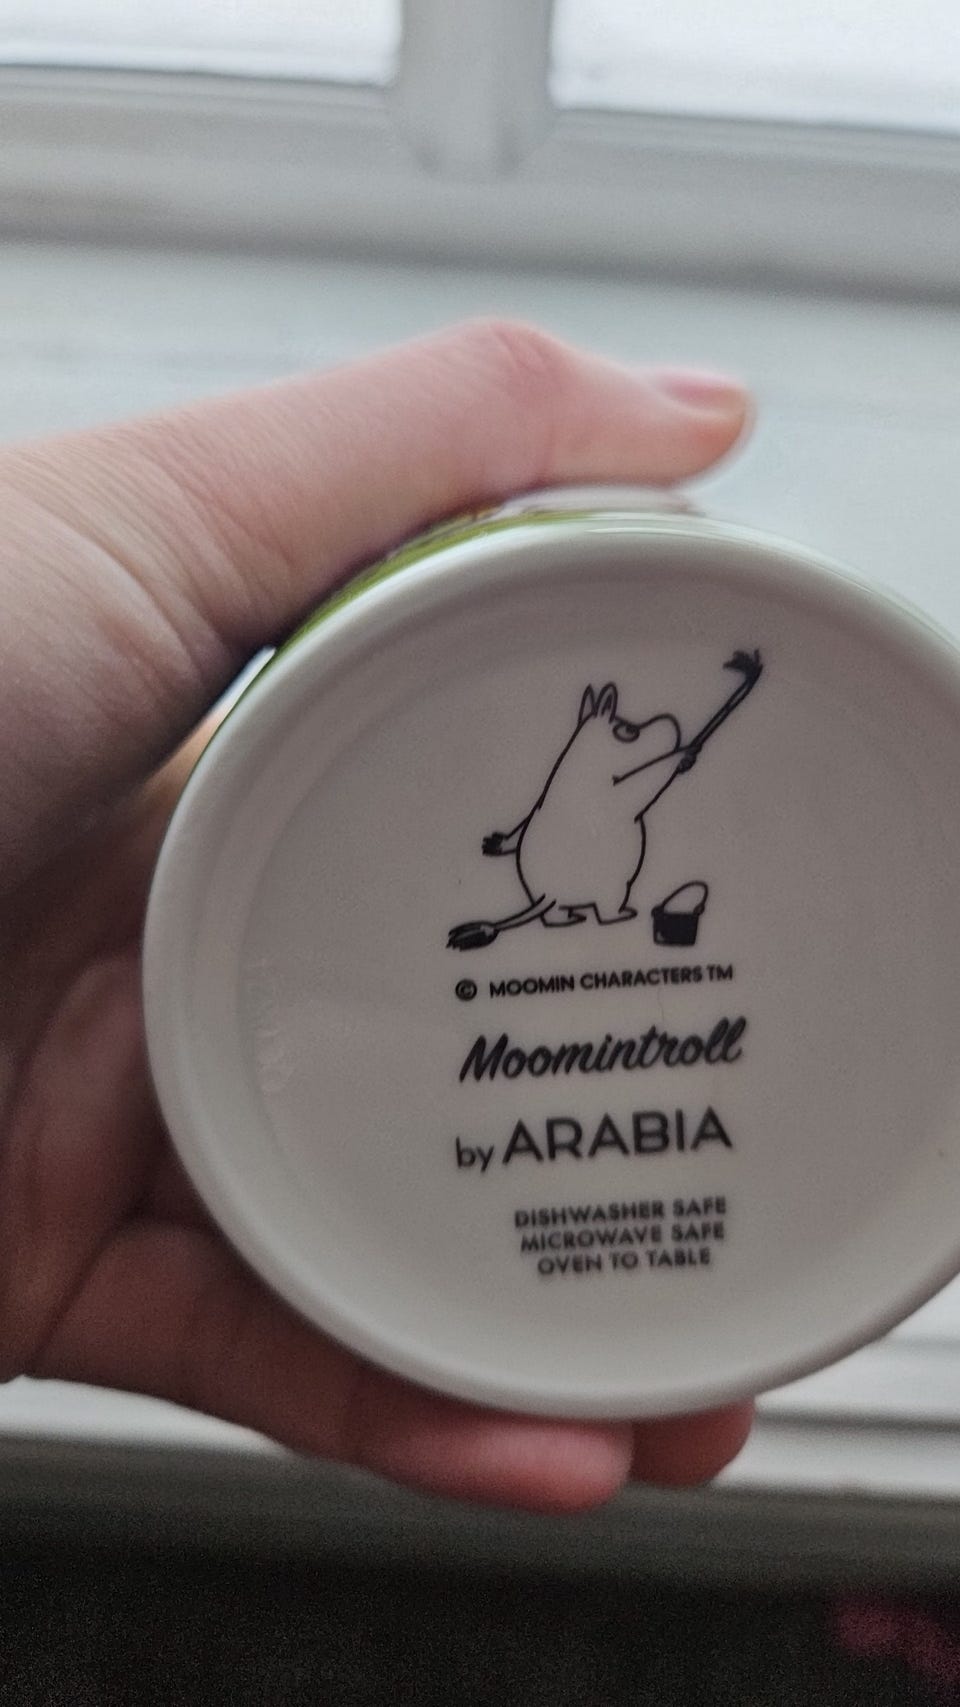 © MOOMIN CHARACTERS TM
Moomintroll
by ARABIA
DISHWASHER SAFE
MICROWAVE SAFE
OVEN TO TABLE